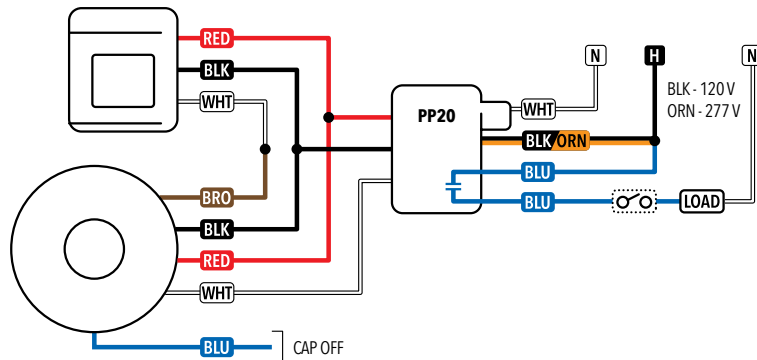 RED
BLK
WHT
BRO
BLK
RED
WHT
BLU
CAP OFF
PP20
N
H
N
WHT
BLK - 120 V
ORN - 277 V
BLK/ORN
BLU
BLU
LOAD